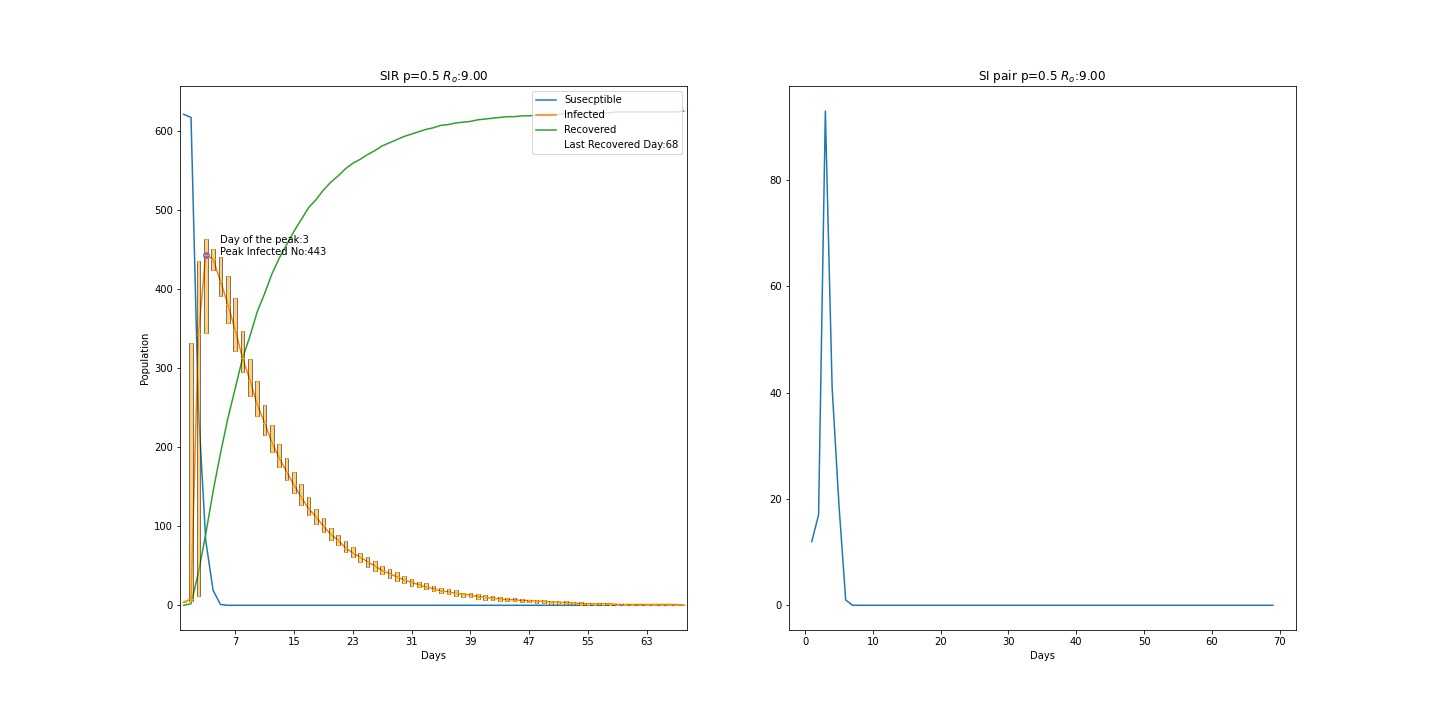 SIR p=0.5 Rₒ:9.00
Susecptible
Infected
Recovered
Last Recovered Day:68
Day of the peak:3
Peak Infected No:443
Population
600
500
400
300
200
100
0
7 15 23 31 39 47 55 63
Days
SI pair p=0.5 Rₒ:9.00
80
60
40
20
0
0 10 20 30 40 50 60 70
Days